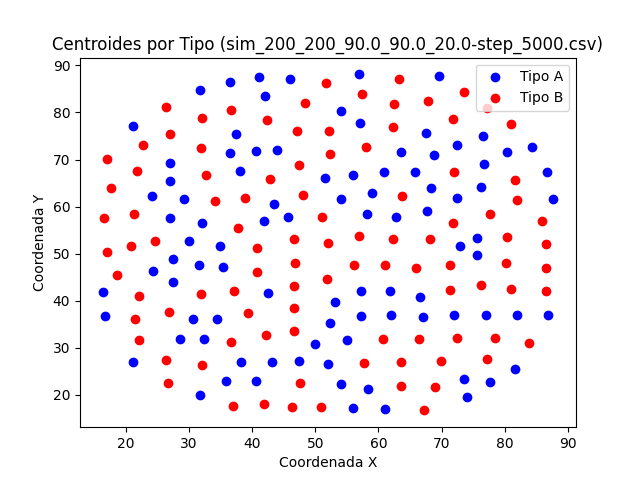 Centroides por Tipo (sim_200_200_90.0_90.0_20.0-step_5000.csv)
Tipo A
Tipo B
Coordenada Y
90
80
70
60
50
40
30
20
20 30 40 50 60 70 80 90
Coordenada X